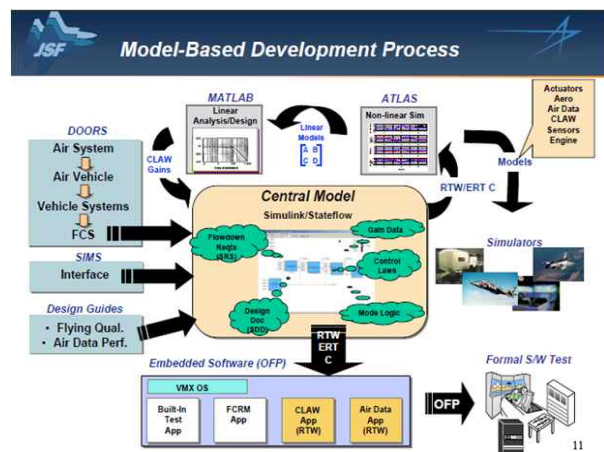 JSF
Model-Based Development Process
MATLAB
Linear
Analysis/Design
ATLAS
Non-linear Sim
Linear
Models
A B
C D
Actuators
Aero
Air Data
CLAW
Sensors
Engine
DOORS
Air System
Air Vehicle
Vehicle Systems
FCS
CLAW
Gains
Models
RTW/ERT C
Central Model
Simulink/Stateflow
Flowdown
Reqts
(SRS)
Gain Data
Control
Laws
Design
Doc
(SDD)
Mode Logic
SIMS
Interface
Simulators
Design Guides
• Flying Qual.
• Air Data Perf.
RTW
ERT
C
Embedded Software (OFP)
VMX OS
Built-In
Test
App
FCRM
App
CLAW
App
(RTW)
Air Data
App
(RTW)
OFP
Formal S/W Test
11